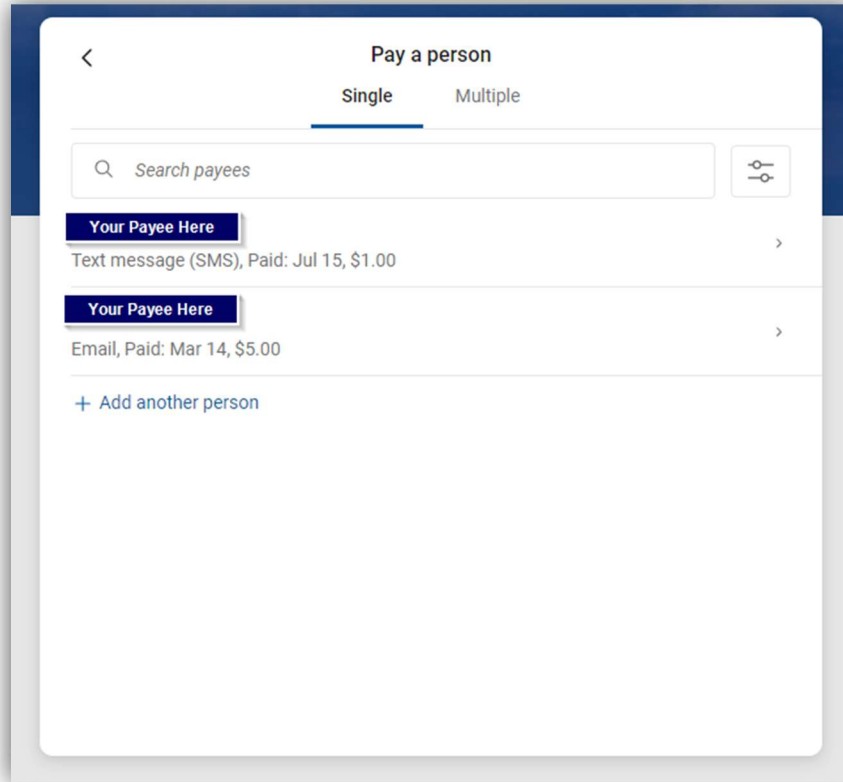 Pay a person
Single Multiple
Search payees
Your Payee Here
Text message (SMS), Paid: Jul 15, $1.00
Your Payee Here
Email, Paid: Mar 14, $5.00
+ Add another person